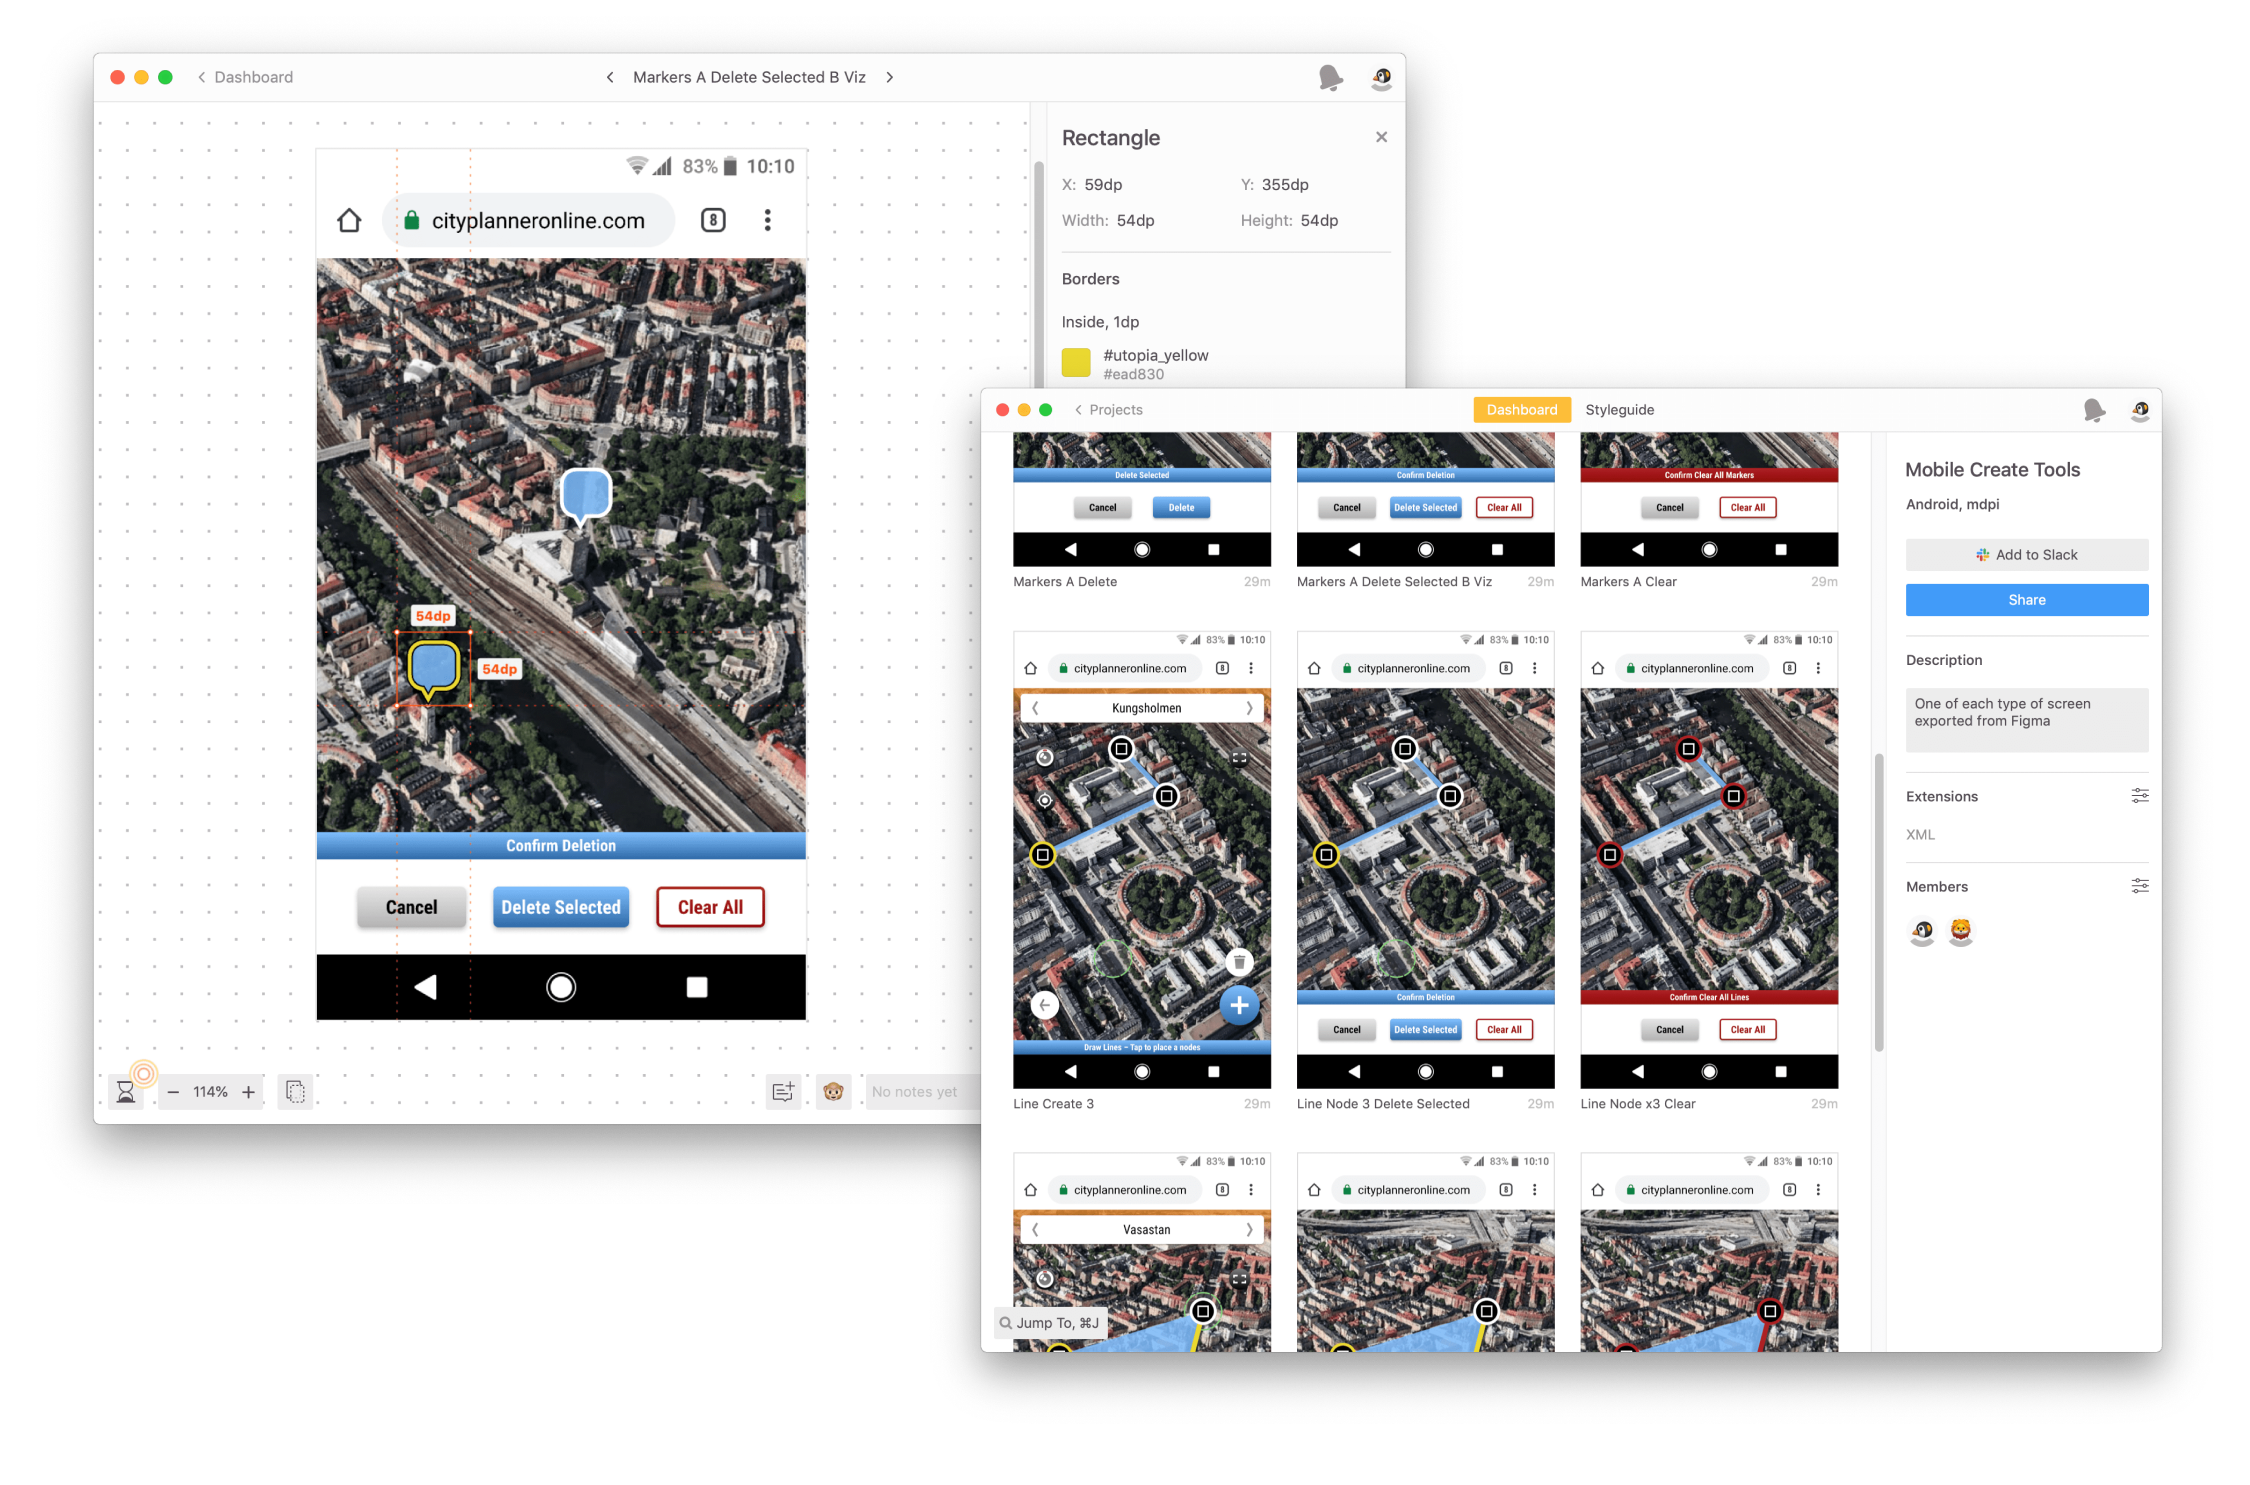 Dashboard
Markers A Delete Selected B Viz
83% 10:10
cityplanneronline.com
8
54dp
54dp
Confirm Deletion
Cancel
Delete Selected
Clear All
114%
No notes yet
Rectangle
X: 59dp
Y: 355dp
Width: 54dp
Height: 54dp
Borders
Inside, 1dp
#utopia_yellow
#ead830
Projects
Dashboard
Styleguide
Delete Selected
Cancel
Delete
Markers A Delete
29m
Confirm Deletion
Cancel
Delete Selected
Clear All
Markers A Delete Selected B Viz
29m
Confirm Clear All Markers
Cancel
Clear All
Markers A Clear
29m
83% 10:10
cityplanneronline.com
8
Kungsholmen
Draw Lines – Tap to place a nodes
Line Create 3
29m
83% 10:10
cityplanneronline.com
8
Confirm Deletion
Cancel
Delete Selected
Clear All
Line Node 3 Delete Selected
29m
83% 10:10
cityplanneronline.com
8
Confirm Clear All Lines
Cancel
Clear All
Line Node x3 Clear
29m
83% 10:10
cityplanneronline.com
8
Vasastan
Jump To, ⌘J
83% 10:10
cityplanneronline.com
8
83% 10:10
cityplanneronline.com
8
Mobile Create Tools
Android, mdpi
Add to Slack
Share
Description
One of each type of screen
exported from Figma
Extensions
XML
Members